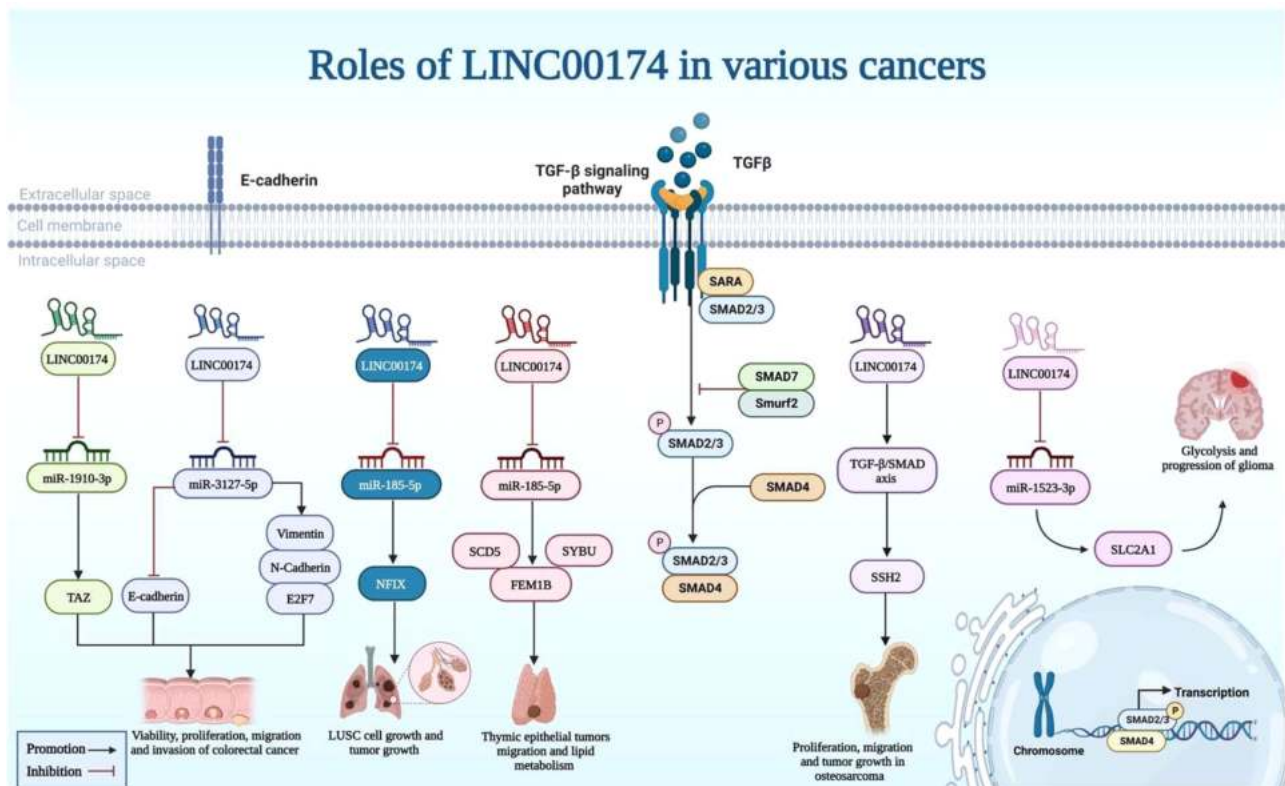 Roles of LINC00174 in various cancers
E-cadherin
TGF-β signaling
pathway
TGFβ
Extracellular space
Cell membrane
Intracellular space
SARA
SMAD2/3
LINC00174
LINC00174
LINC00174
LINC00174
LINC00174
LINC00174
SMAD7
Smurf2
P
SMAD2/3
miR-1910-3p
miR-3127-5p
miR-185-5p
miR-185-5p
TGF-β/SMAD
axis
miR-1523-3p
Glycolysis and
progression of glioma
SMAD4
Vimentin
N-Cadherin
E2F7
SCD5
SYBU
FEM1B
P
SMAD2/3
SMAD4
SLC2A1
TAZ
E-cadherin
NFIX
SSH2
Viability, proliferation, migration
and invasion of colorectal cancer
LUSC cell growth and
tumor growth
Thymic epithelial tumors
migration and lipid
metabolism
Proliferation, migration
and tumor growth in
osteosarcoma
Chromosome
Transcription
SMAD2/3
P
SMAD4
Promotion
Inhibition